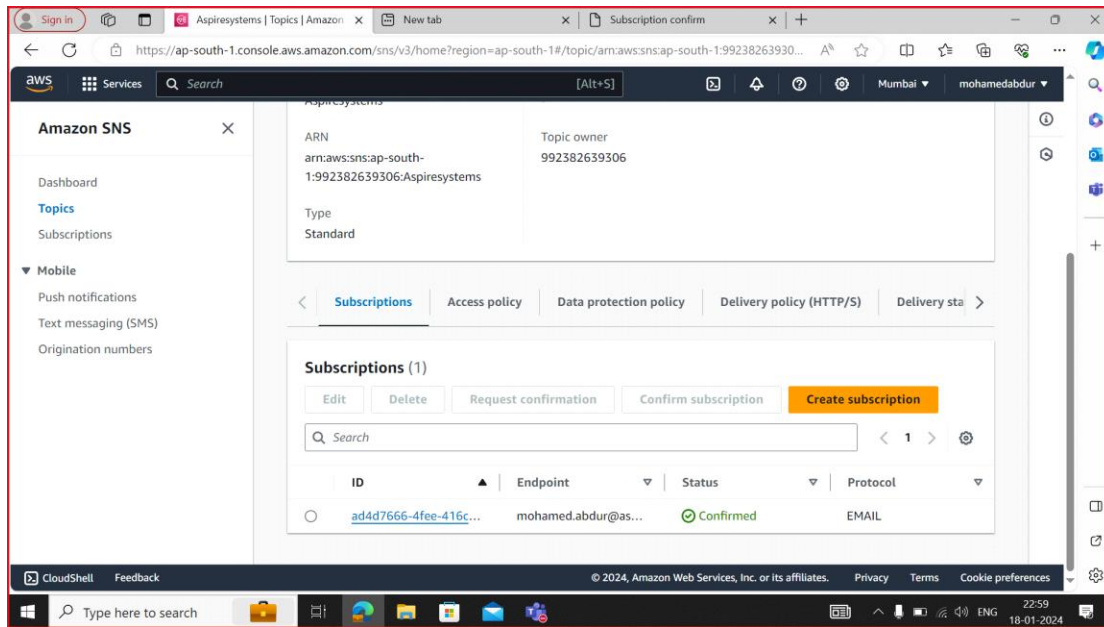 Sign in
Aspiresystems | Topics | Amazon
New tab
Subscription confirm
https://ap-south-1.console.aws.amazon.com/sns/v3/home?region=ap-south-1#/topic/arn:aws:sns:ap-south-1:99238263930...
aws
Services
Search
[Alt+S]
Mumbai
mohamedabdur
Amazon SNS
Dashboard
Topics
Subscriptions
Mobile
Push notifications
Text messaging (SMS)
Origination numbers
Aspiresystems
ARN
arn:aws:sns:ap-south-
1:992382639306:Aspiresystems
Topic owner
992382639306
Type
Standard
Subscriptions
Access policy
Data protection policy
Delivery policy (HTTP/S)
Delivery sta
Subscriptions (1)
Edit
Delete
Request confirmation
Confirm subscription
Create subscription
Search
1
ID
Endpoint
Status
Protocol
ad4d7666-4fee-416c...
mohamed.abdur@as...
Confirmed
EMAIL
CloudShell
Feedback
© 2024, Amazon Web Services, Inc. or its affiliates.
Privacy
Terms
Cookie preferences
Type here to search
ENG
22:59
18-01-2024